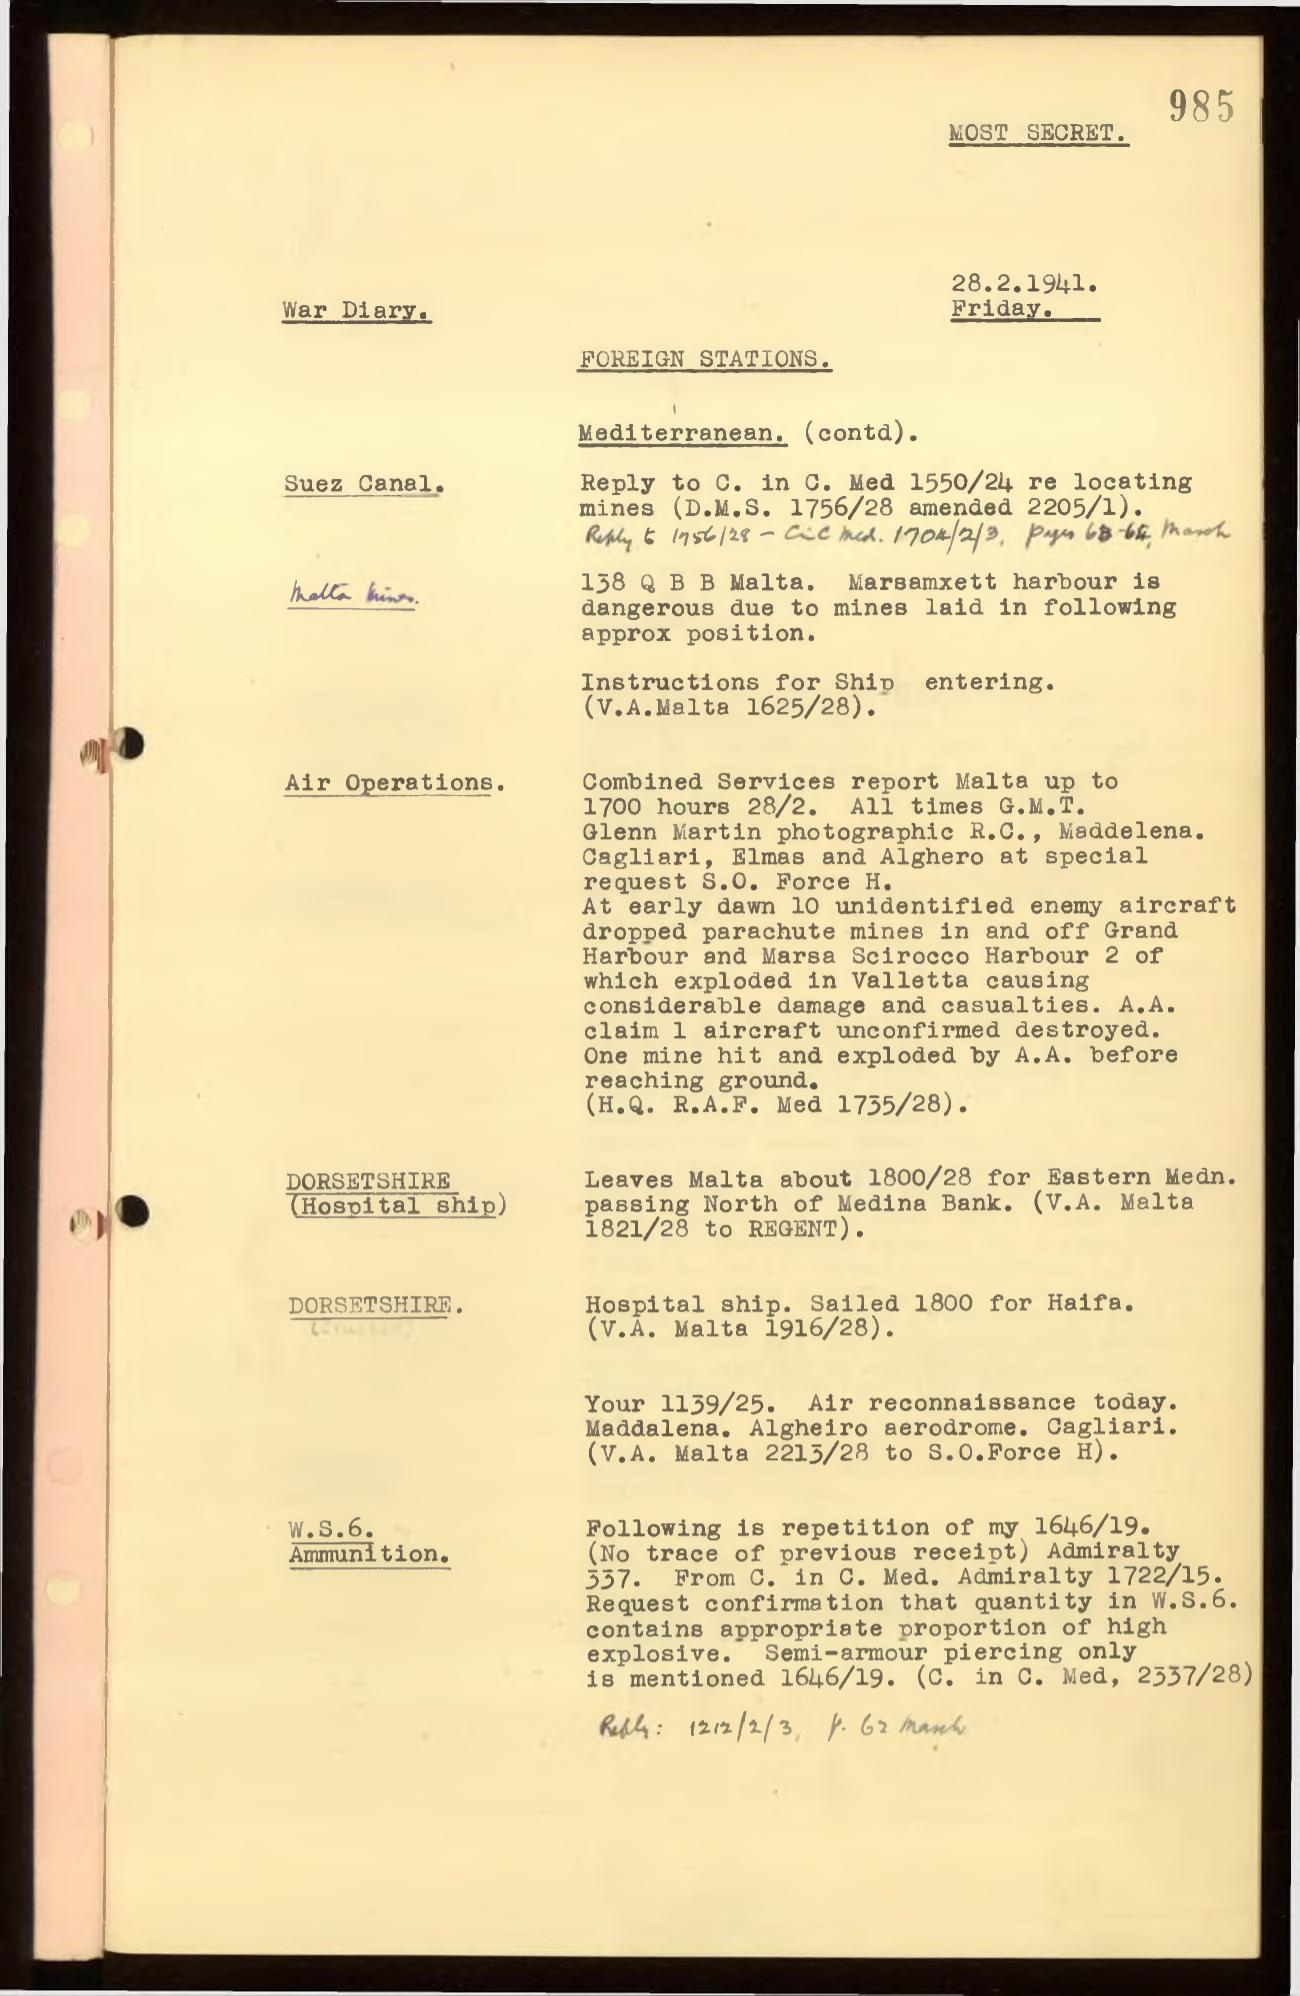 985
MOST SECRET.
28.2.1941.
War Diary.
Friday.
FOREIGN STATIONS.
Mediterranean. (contd).
Suez Canal.
Reply to C. in C. Med 1550/24 re locating
mines (D.M.S. 1756/28 amended 2205/1).
Reply to 1756/28 - C in C Med. 1704/2/3, pages 63-64, March
Malta Mines.
138 Q B B Malta. Marsamxett harbour is
dangerous due to mines laid in following
approx position.
Instructions for Ship entering.
(V.A.Malta 1625/28).
Air Operations.
Combined Services report Malta up to
1700 hours 28/2. All times G.M.T.
Glenn Martin photographic R.C., Maddelena.
Cagliari, Elmas and Alghero at special
request S.O. Force H.
At early dawn 10 unidentified enemy aircraft
dropped parachute mines in and off Grand
Harbour and Marsa Scirocco Harbour 2 of
which exploded in Valletta causing
considerable damage and casualties. A.A.
claim 1 aircraft unconfirmed destroyed.
One mine hit and exploded by A.A. before
reaching ground.
(H.Q. R.A.F. Med 1735/28).
DORSETSHIRE
(Hospital ship)
Leaves Malta about 1800/28 for Eastern Medn.
passing North of Medina Bank. (V.A. Malta
1821/28 to REGENT).
DORSETSHIRE.
Hospital ship. Sailed 1800 for Haifa.
(V.A. Malta 1916/28).
Your 1139/25. Air reconnaissance today.
Maddalena. Algheiro aerodrome. Cagliari.
(V.A. Malta 2213/28 to S.O.Force H).
W.S.6.
Ammunition.
Following is repetition of my 1646/19.
(No trace of previous receipt) Admiralty
337. From C. in C. Med. Admiralty 1722/15.
Request confirmation that quantity in W.S.6.
contains appropriate proportion of high
explosive. Semi-armour piercing only
is mentioned 1646/19. (C. in C. Med, 2337/28)
Reply: 1212/2/3, p. 62 March